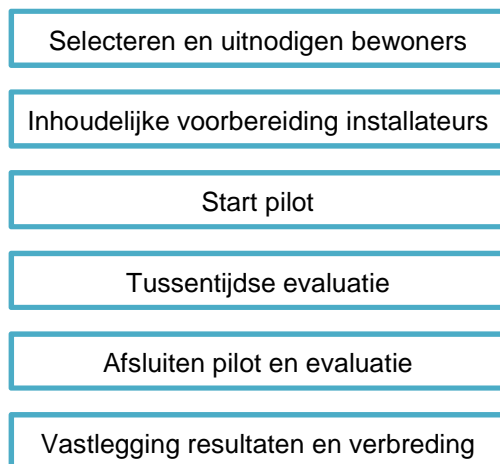 Selecteren en uitnodigen bewoners
Inhoudelijke voorbereiding installateurs
Start pilot
Tussentijdse evaluatie
Afsluiten pilot en evaluatie
Vastlegging resultaten en verbreding